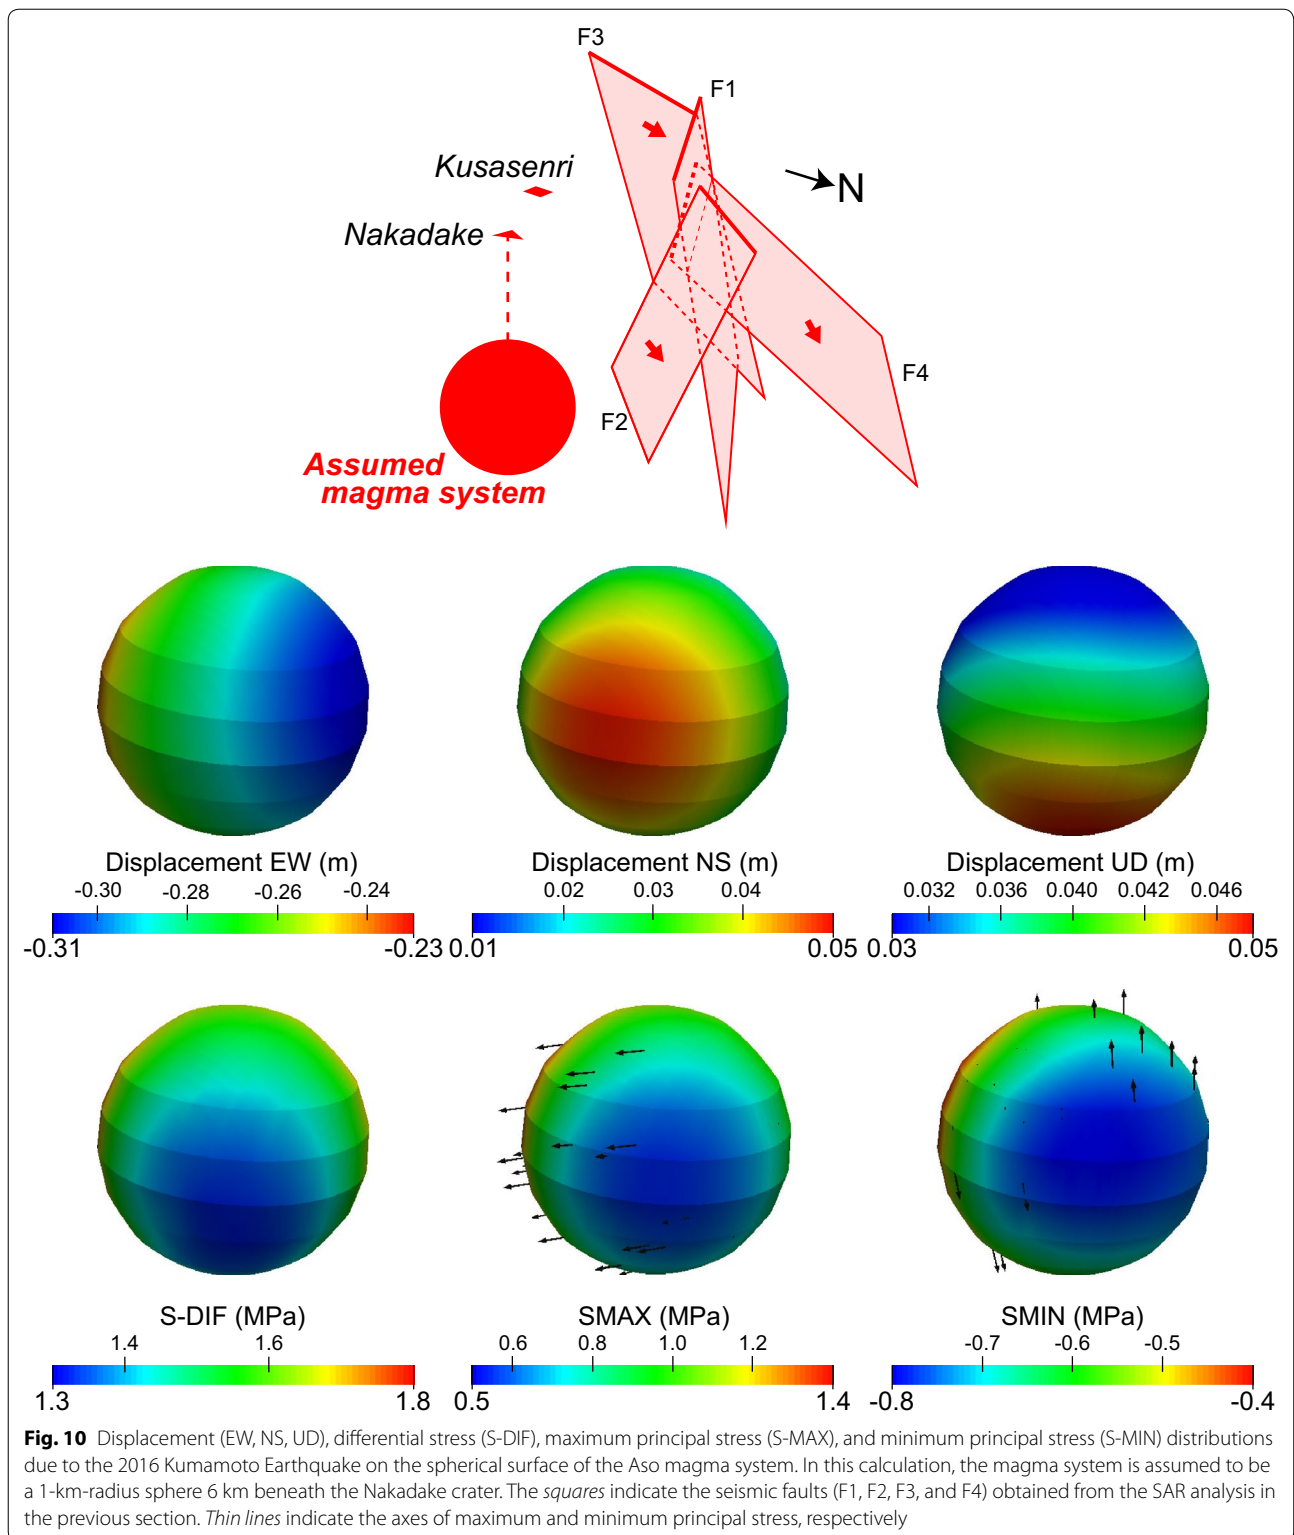 F3
F1
Kusasenri
N
Nakadake
F4
F2
Assumed
magma system
Displacement EW (m)
-0.30 -0.28 -0.26 -0.24
-0.31 -0.23
Displacement NS (m)
0.02 0.03 0.04
0.01 0.05
Displacement UD (m)
0.032 0.036 0.040 0.042 0.046
0.03 0.05
S-DIF (MPa)
1.4 1.6
1.3 1.8
SMAX (MPa)
0.6 0.8 1.0 1.2
0.5 1.4
SMIN (MPa)
-0.7 -0.6 -0.5
-0.8 -0.4
Fig. 10 Displacement (EW, NS, UD), differential stress (S-DIF), maximum principal stress (S-MAX), and minimum principal stress (S-MIN) distributions
due to the 2016 Kumamoto Earthquake on the spherical surface of the Aso magma system. In this calculation, the magma system is assumed to be
a 1-km-radius sphere 6 km beneath the Nakadake crater. The squares indicate the seismic faults (F1, F2, F3, and F4) obtained from the SAR analysis in
the previous section. Thin lines indicate the axes of maximum and minimum principal stress, respectively